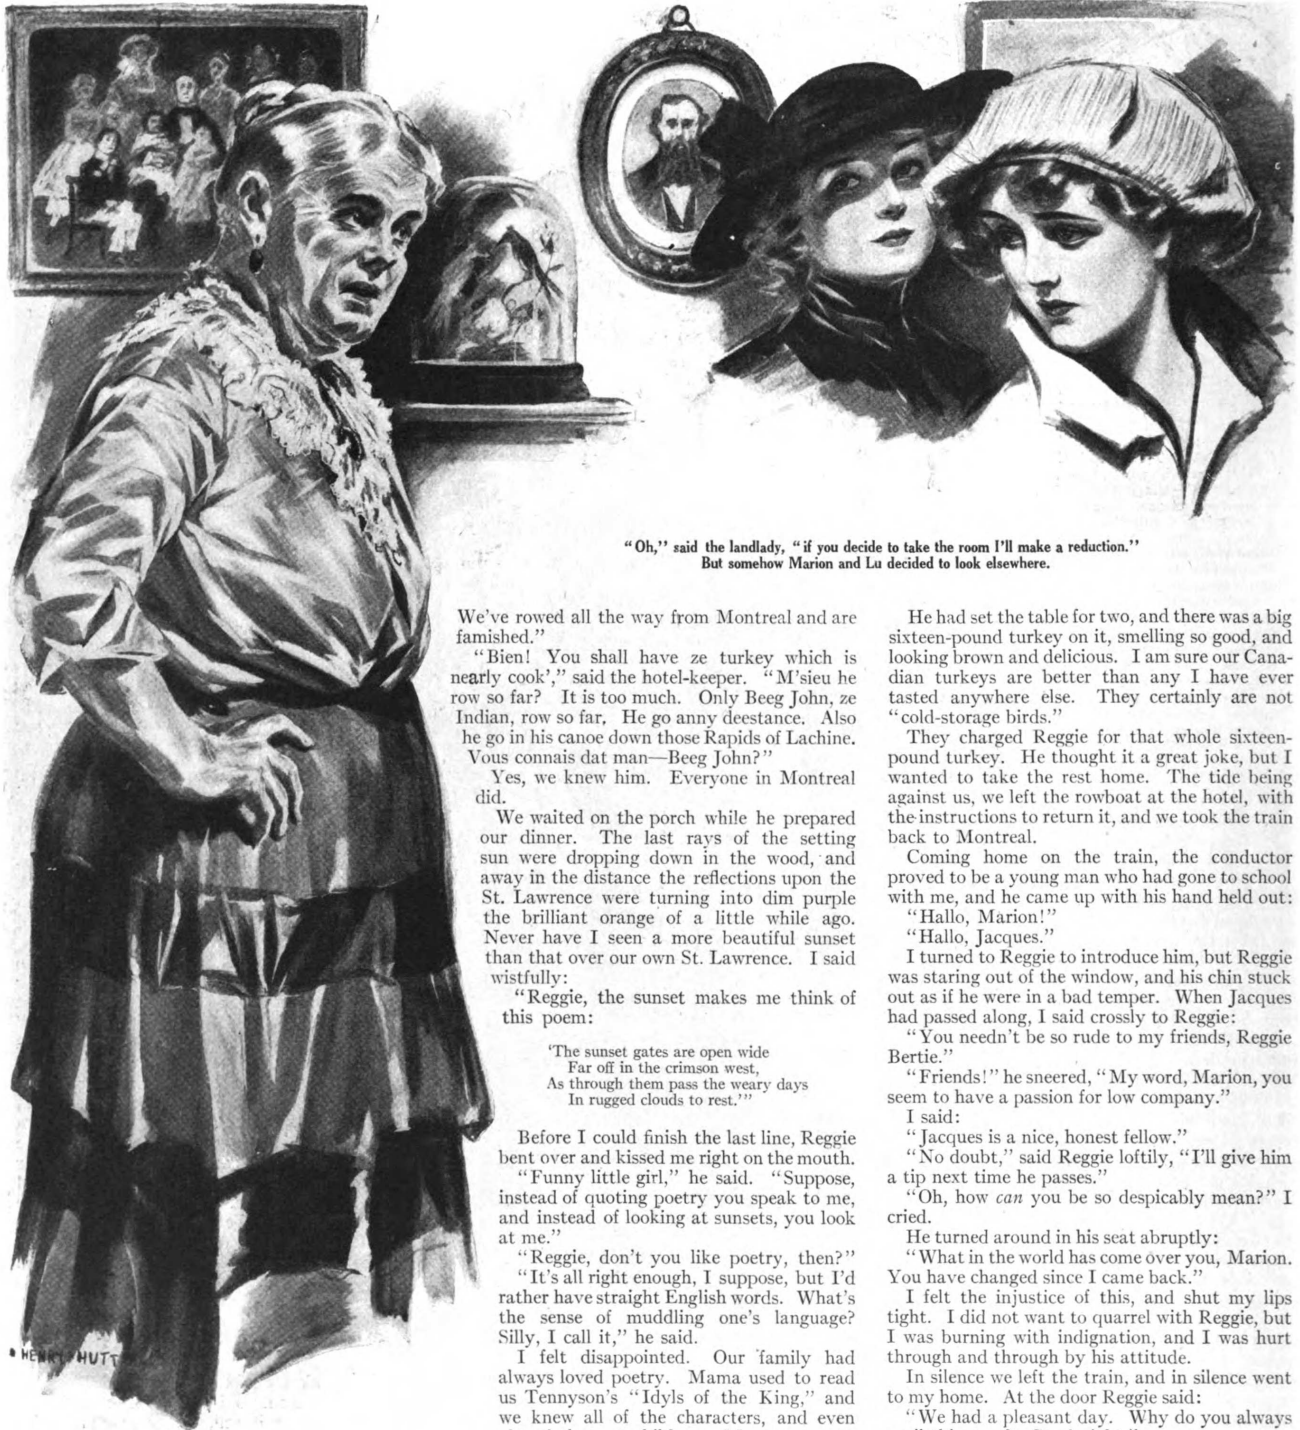 "Oh," said the landlady, "if you decide to take the room I'll make a reduction."
But somehow Marion and Lu decided to look elsewhere.
We've rowed all the way from Montreal and are
famished."
"Bien! You shall have ze turkey which is
nearly cook'," said the hotel-keeper. "M'sieu he
row so far? It is too much. Only Beeg John, ze
Indian, row so far. He go anny deestance. Also
he go in his canoe down those Rapids of Lachine.
Vous connais dat man—Beeg John?"
Yes, we knew him. Everyone in Montreal
did.
We waited on the porch while he prepared
our dinner. The last rays of the setting
sun were dropping down in the wood, and
away in the distance the reflections upon the
St. Lawrence were turning into dim purple
the brilliant orange of a little while ago.
Never have I seen a more beautiful sunset
than that over our own St. Lawrence. I said
wistfully:
"Reggie, the sunset makes me think of
this poem:
'The sunset gates are open wide
Far off in the crimson west,
As through them pass the weary days
In rugged clouds to rest.'"
Before I could finish the last line, Reggie
bent over and kissed me right on the mouth.
"Funny little girl," he said. "Suppose,
instead of quoting poetry you speak to me,
and instead of looking at sunsets, you look
at me."
"Reggie, don't you like poetry, then?"
"It's all right enough, I suppose, but I'd
rather have straight English words. What's
the sense of muddling one's language?
Silly, I call it," he said.
I felt disappointed. Our family had
always loved poetry. Mama used to read
us Tennyson's "Idyls of the King," and
we knew all of the characters, and even
He had set the table for two, and there was a big
sixteen-pound turkey on it, smelling so good, and
looking brown and delicious. I am sure our Cana-
dian turkeys are better than any I have ever
tasted anywhere else. They certainly are not
"cold-storage birds."
They charged Reggie for that whole sixteen-
pound turkey. He thought it a great joke, but I
wanted to take the rest home. The tide being
against us, we left the rowboat at the hotel, with
the instructions to return it, and we took the train
back to Montreal.
Coming home on the train, the conductor
proved to be a young man who had gone to school
with me, and he came up with his hand held out:
"Hallo, Marion!"
"Hallo, Jacques."
I turned to Reggie to introduce him, but Reggie
was staring out of the window, and his chin stuck
out as if he were in a bad temper. When Jacques
had passed along, I said crossly to Reggie:
"You needn't be so rude to my friends, Reggie
Bertie."
"Friends!" he sneered, "My word, Marion, you
seem to have a passion for low company."
I said:
"Jacques is a nice, honest fellow."
"No doubt," said Reggie loftily, "I'll give him
a tip next time he passes."
"Oh, how can you be so despicably mean?" I
cried.
He turned around in his seat abruptly:
"What in the world has come over you, Marion.
You have changed since I came back."
I felt the injustice of this, and shut my lips
tight. I did not want to quarrel with Reggie, but
I was burning with indignation, and I was hurt
through and through by his attitude.
In silence we left the train, and in silence went
to my home. At the door Reggie said:
"We had a pleasant day. Why do you always
HENRY HUTT